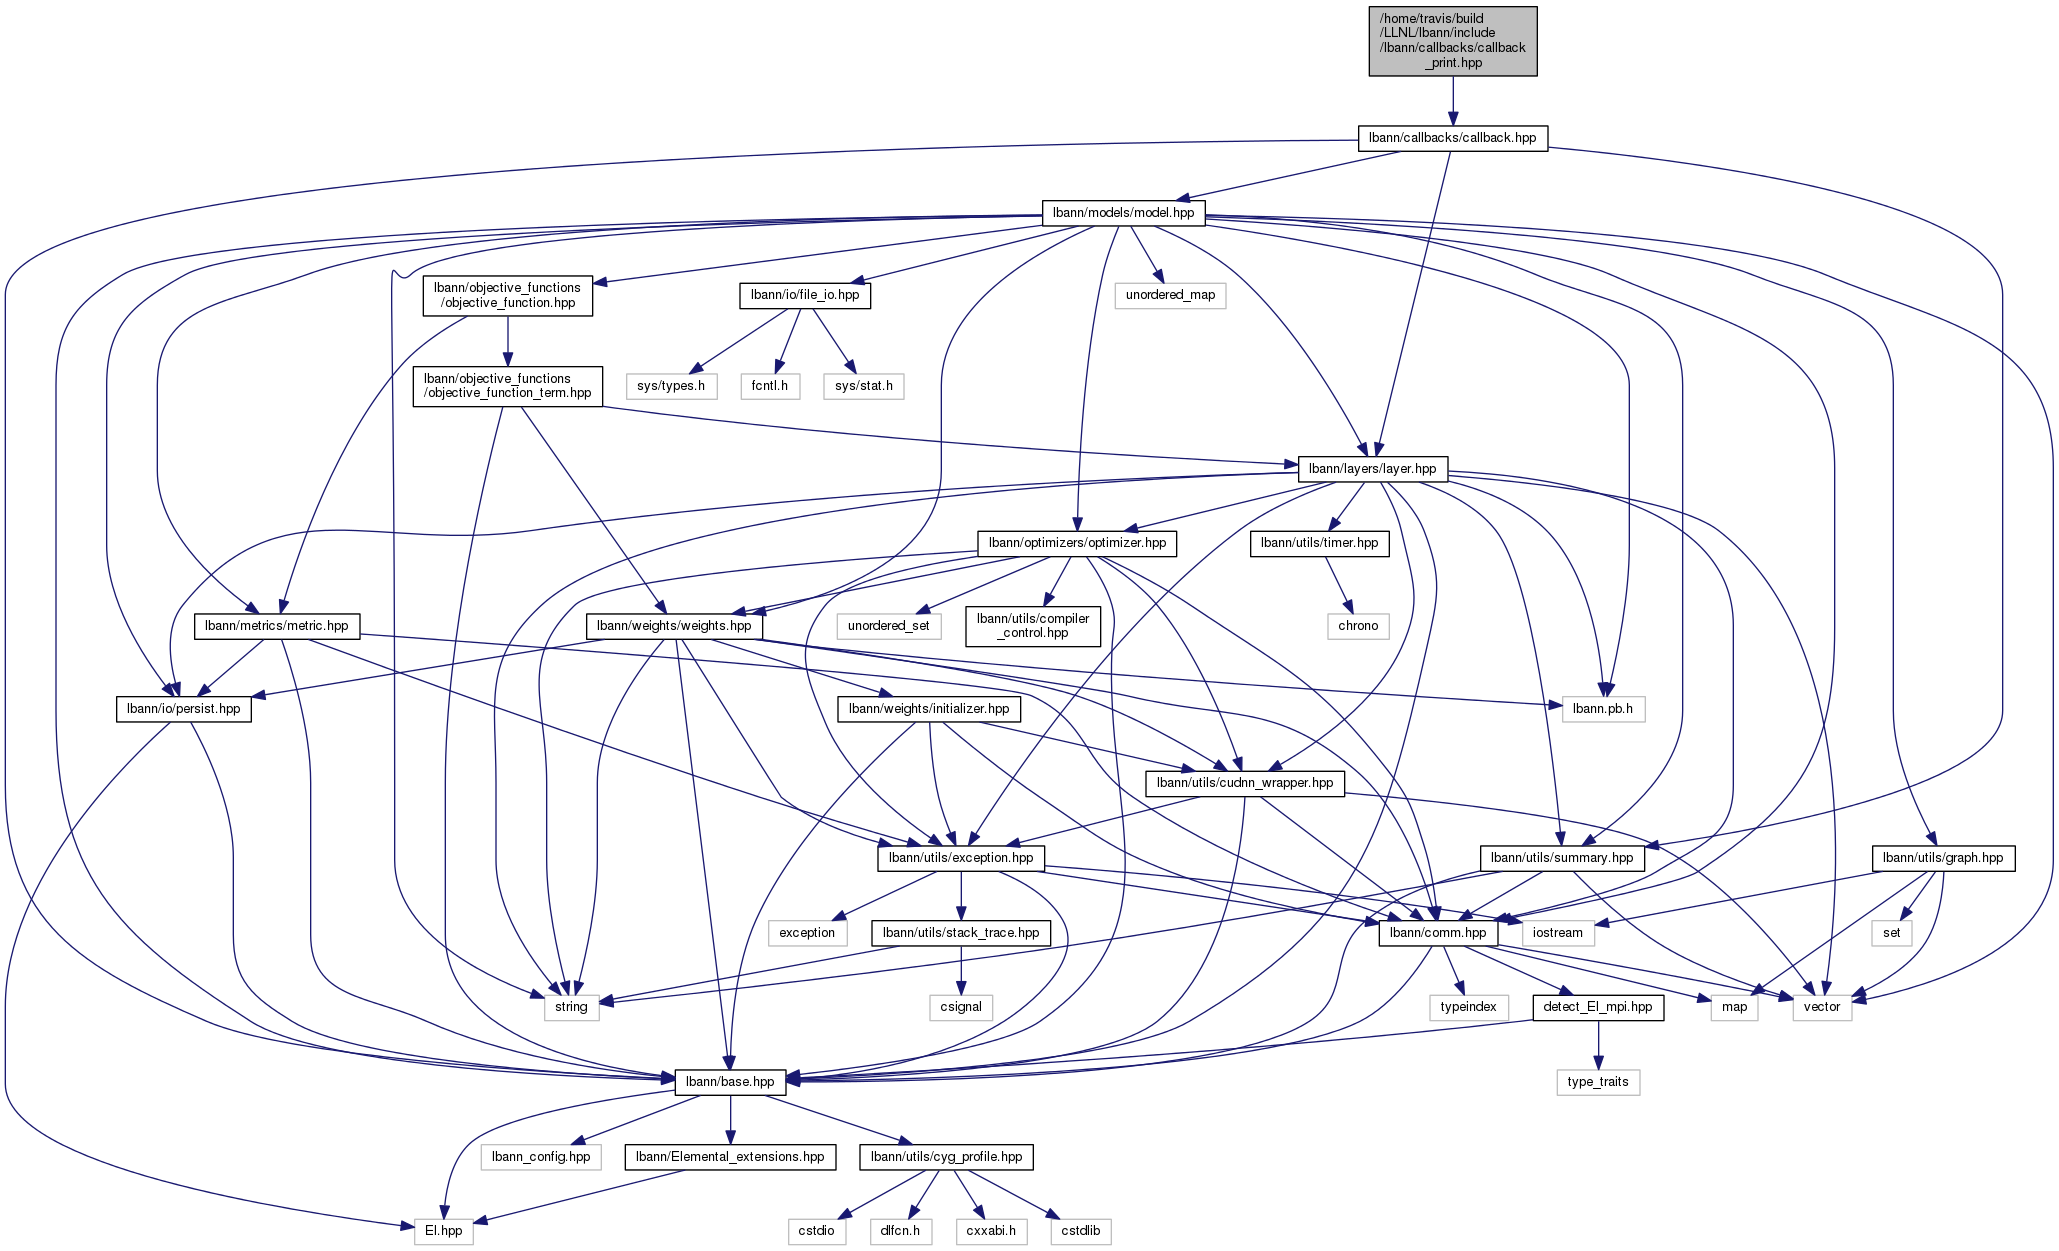 /home/travis/build
/LLNL/lbann/include
/lbann/callbacks/callback
_print.hpp
lbann/callbacks/callback.hpp
lbann/models/model.hpp
lbann/objective_functions
/objective_function.hpp
lbann/io/file_io.hpp
unordered_map
lbann/objective_functions
/objective_function_term.hpp
sys/types.h
fcntl.h
sys/stat.h
lbann/layers/layer.hpp
lbann/optimizers/optimizer.hpp
lbann/utils/timer.hpp
lbann/metrics/metric.hpp
lbann/weights/weights.hpp
unordered_set
lbann/utils/compiler
_control.hpp
chrono
lbann/io/persist.hpp
lbann/weights/initializer.hpp
lbann.pb.h
lbann/utils/cudnn_wrapper.hpp
lbann/utils/exception.hpp
lbann/utils/summary.hpp
lbann/utils/graph.hpp
exception
lbann/utils/stack_trace.hpp
lbann/comm.hpp
iostream
set
string
csignal
typeindex
detect_El_mpi.hpp
map
vector
lbann/base.hpp
type_traits
lbann_config.hpp
lbann/Elemental_extensions.hpp
lbann/utils/cyg_profile.hpp
El.hpp
cstdio
dlfcn.h
cxxabi.h
cstdlib